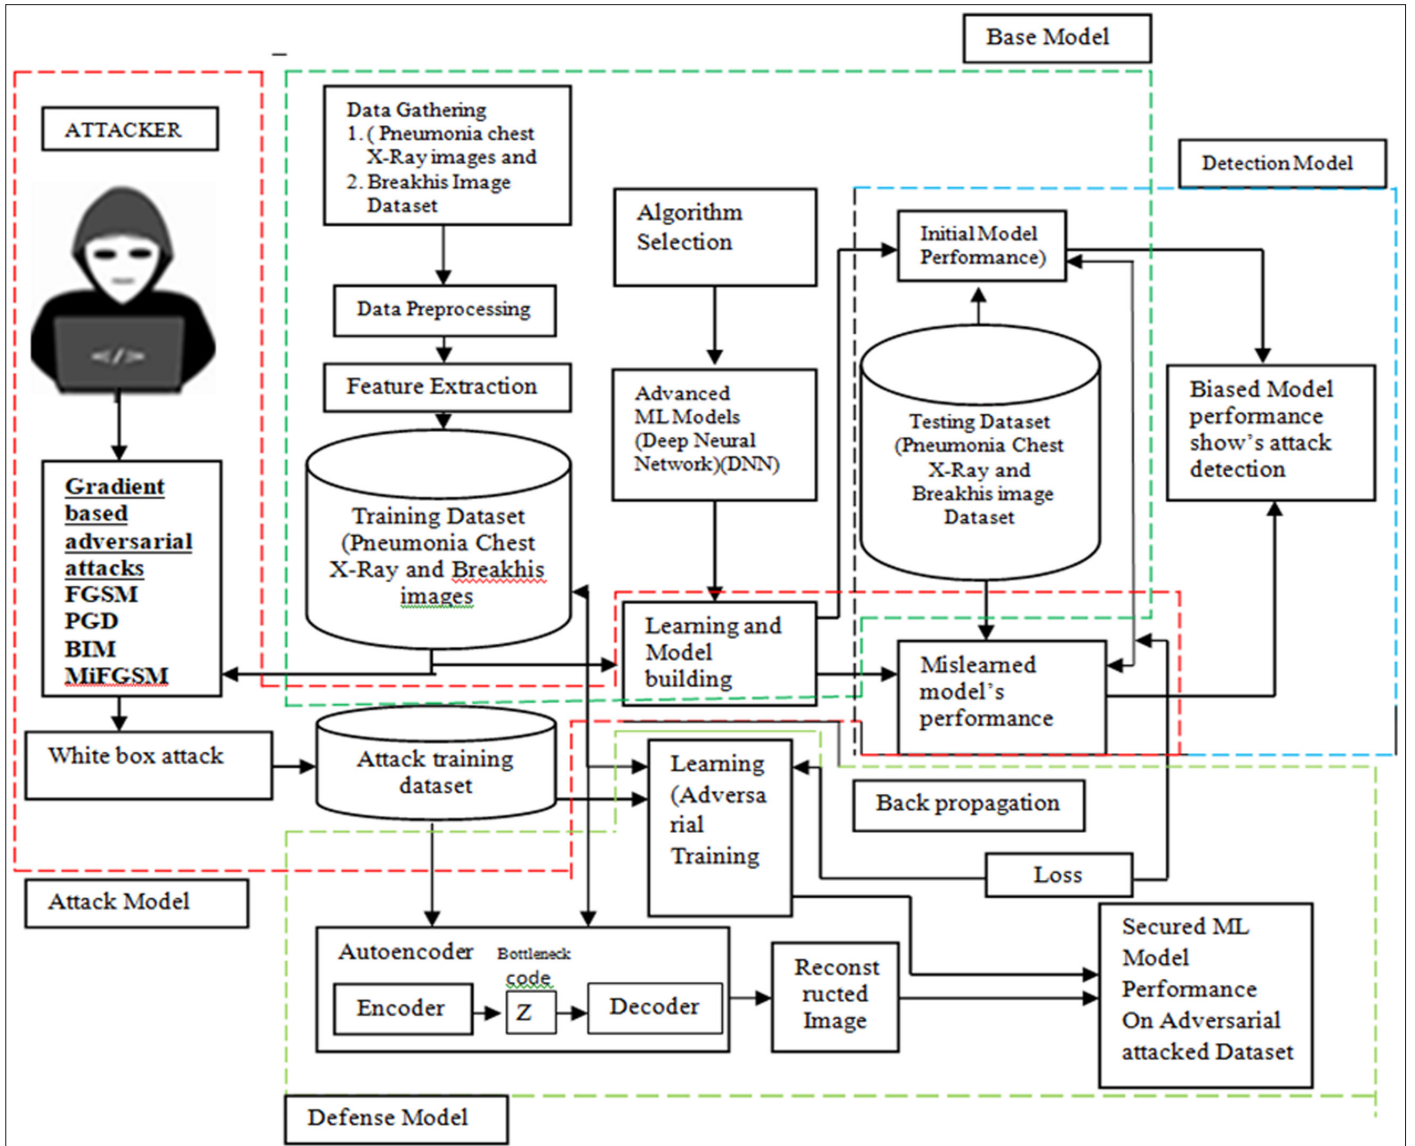 Base Model
ATTACKER
Data Gathering
1. ( Pneumonia chest
X-Ray images and
2. Breakhis Image
Dataset
Detection Model
Algorithm
Selection
Initial Model
Performance)
Data Preprocessing
Feature Extraction
</>
Advanced
ML Models
(Deep Neural
Network)(DNN)
Testing Dataset
(Pneumonia Chest
X-Ray and
Breakhis image
Dataset
Biased Model
performance
show's attack
detection
Gradient
based
adversarial
attacks
FGSM
PGD
BIM
MiFGSM
Training Dataset
(Pneumonia Chest
X-Ray and Breakhis
images
Learning and
Model
building
Mislearned
model's
performance
White box attack
Attack training
dataset
Learning
(Adversa
rial
Training
Back propagation
Loss
Attack Model
Autoencoder
Bottleneck
code
Encoder
Z
Decoder
Reconst
ructed
Image
Secured ML
Model
Performance
On Adversarial
attacked Dataset
Defense Model